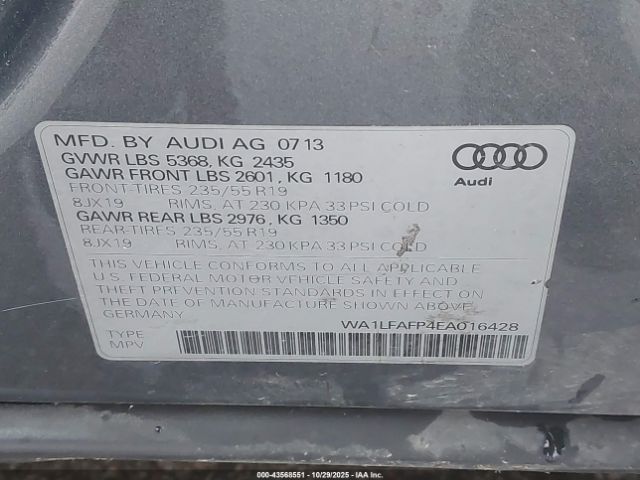 MFD. BY AUDI AG 07 13
GVWR LBS 5368, KG 2435
GAWR FRONT LBS 2601, KG 1180
FRONT-TIRES 235/55 R19
8JX19 RIMS, AT 230 KPA 33 PSI COLD
GAWR REAR LBS 2976, KG 1350
REAR-TIRES 235/55 R19
8JX19 RIMS, AT 230 KPA 33 PSI COLD
THIS VEHICLE CONFORMS TO ALL APPLICABLE
U.S. FEDERAL MOTOR VEHICLE SAFETY AND
THEFT PREVENTION STANDARDS IN EFFECT ON
THE DATE OF MANUFACTURE SHOWN ABOVE.
GERMANY
WA1LFAFP4EA016428
TYPE:
MPV
Audi
000-43568551 | 10/29/2025 | IAA Inc.